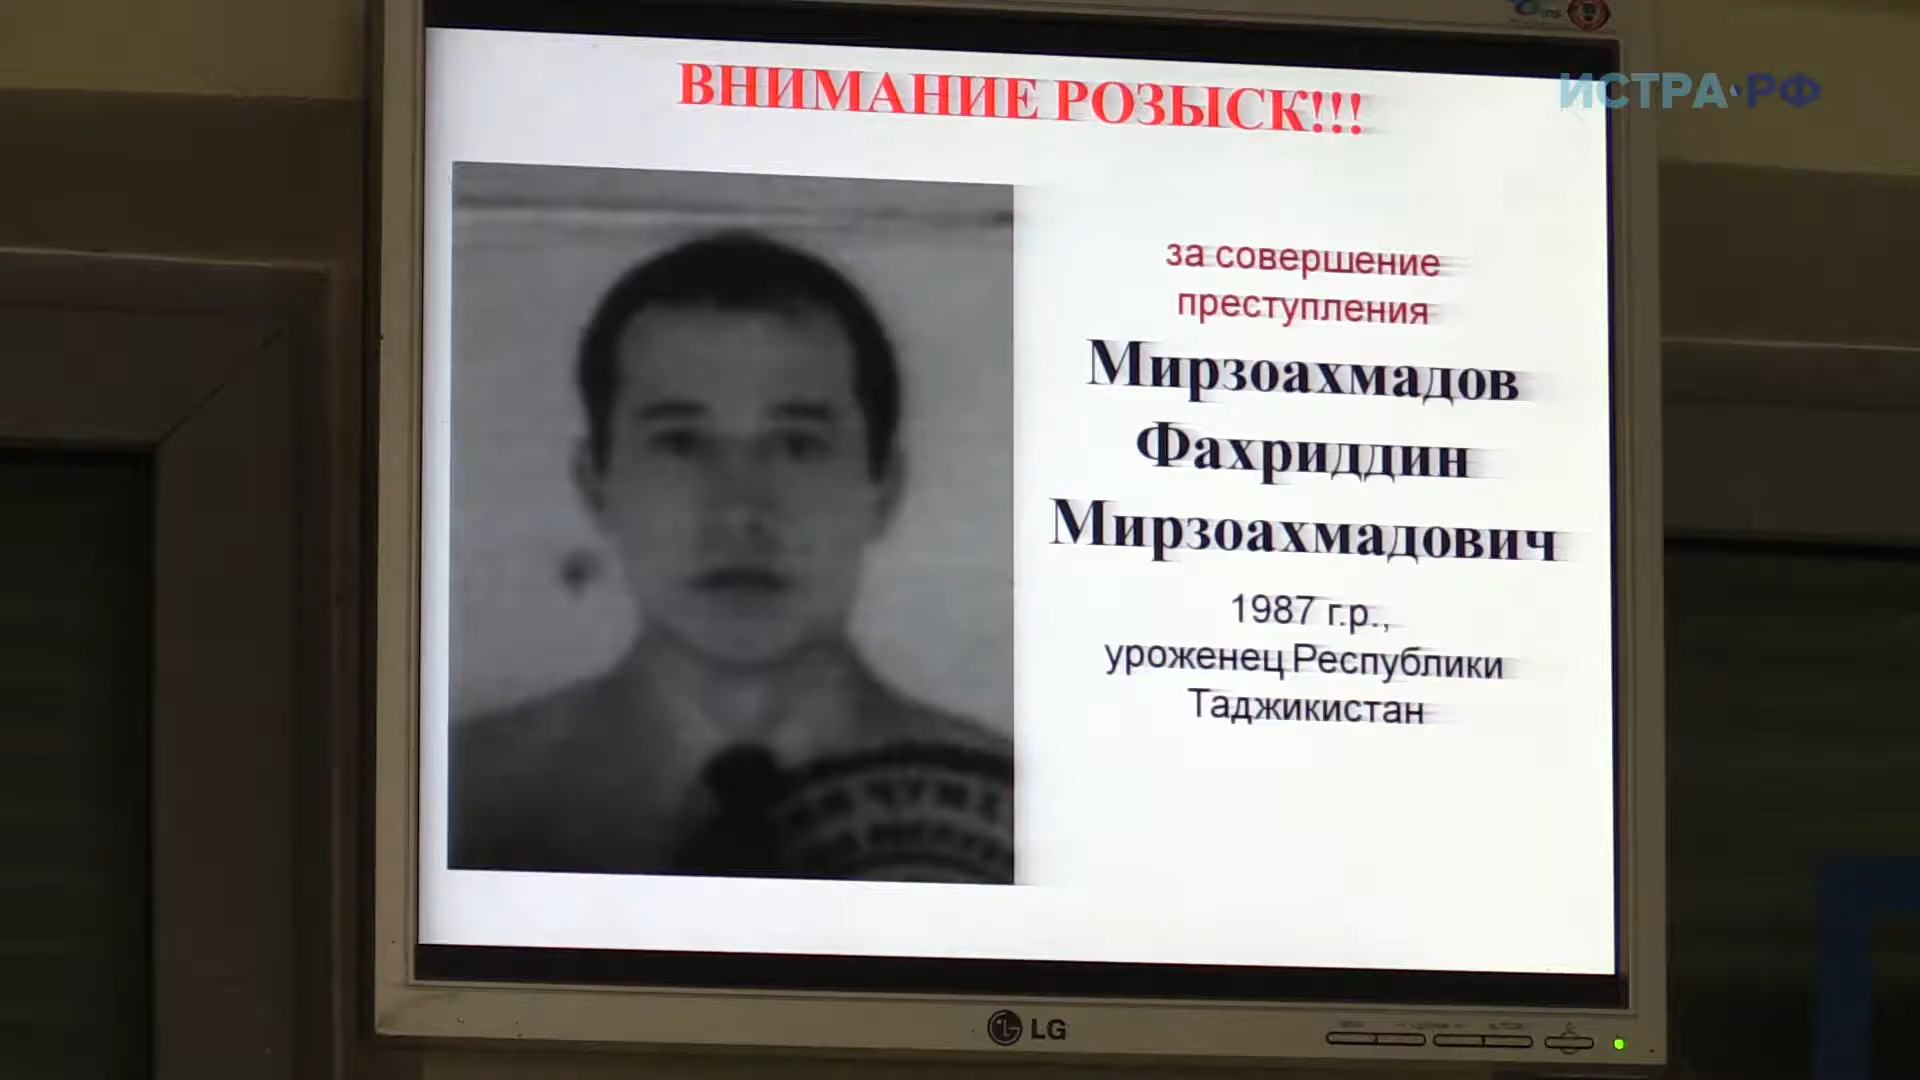 ИСТРА.РФ
ВНИМАНИЕ РОЗЫСК!!!
за совершение
преступления
Мирзоахмадов
Фахриддин
Мирзоахмадович
1987 г.р.,
уроженец Республики
Таджикистан
LG